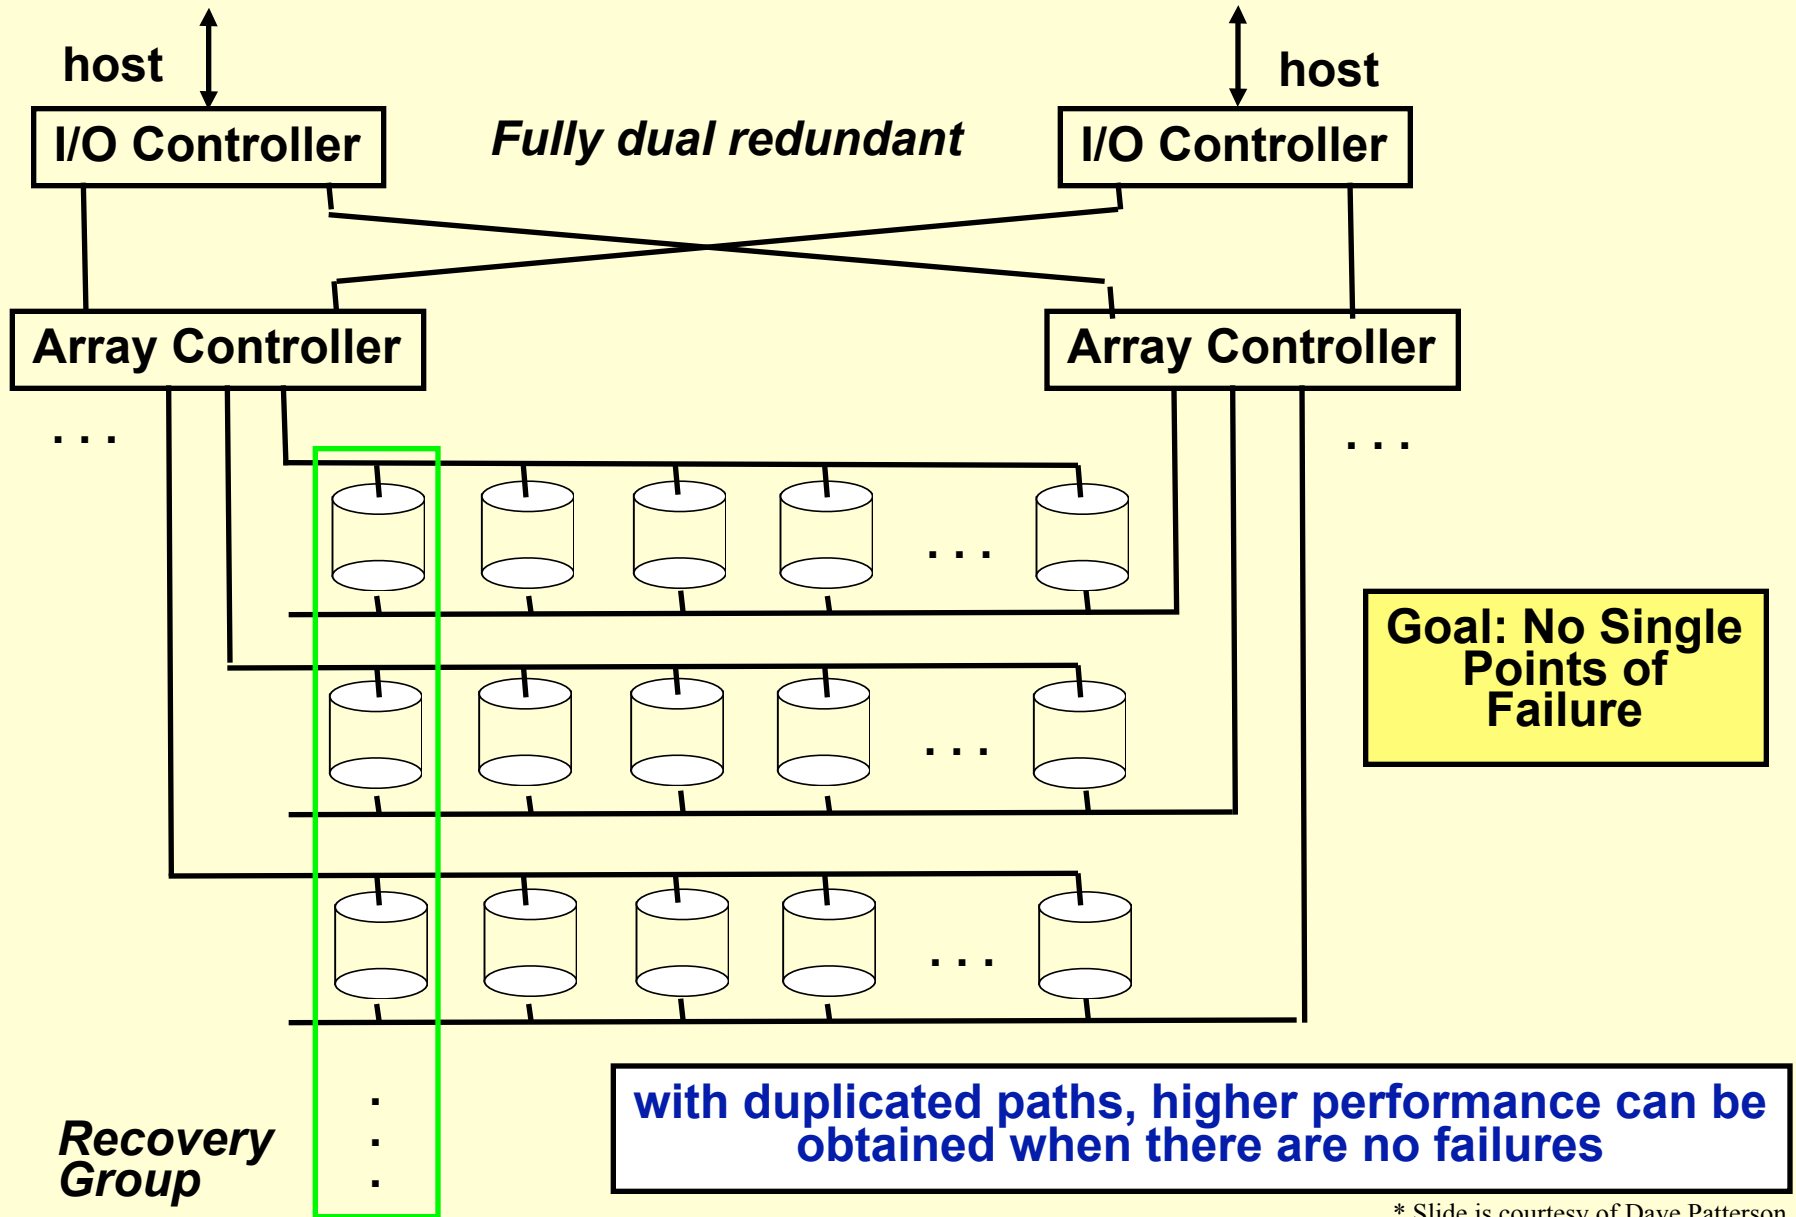 host
host
I/O Controller
Fully dual redundant
I/O Controller
Array Controller
Array Controller
. . .
. . .
. . .
Goal: No Single
Points of
Failure
. . .
. . .
with duplicated paths, higher performance can be
obtained when there are no failures
Recovery
Group
.
.
.
* Slide is courtesy of Dave Patterson